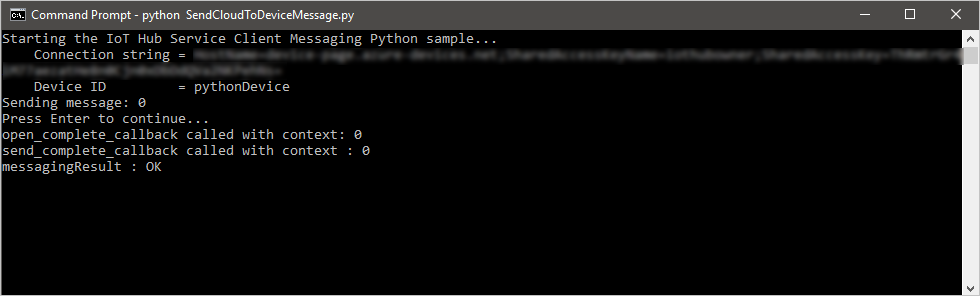 Command Prompt - python  SendCloudToDeviceMessage.py
Starting the IoT Hub Service Client Messaging Python sample...
Connection string =
Device ID         = pythonDevice
Sending message: 0
Press Enter to continue...
open_complete_callback called with context: 0
send_complete_callback called with context : 0
messagingResult : OK